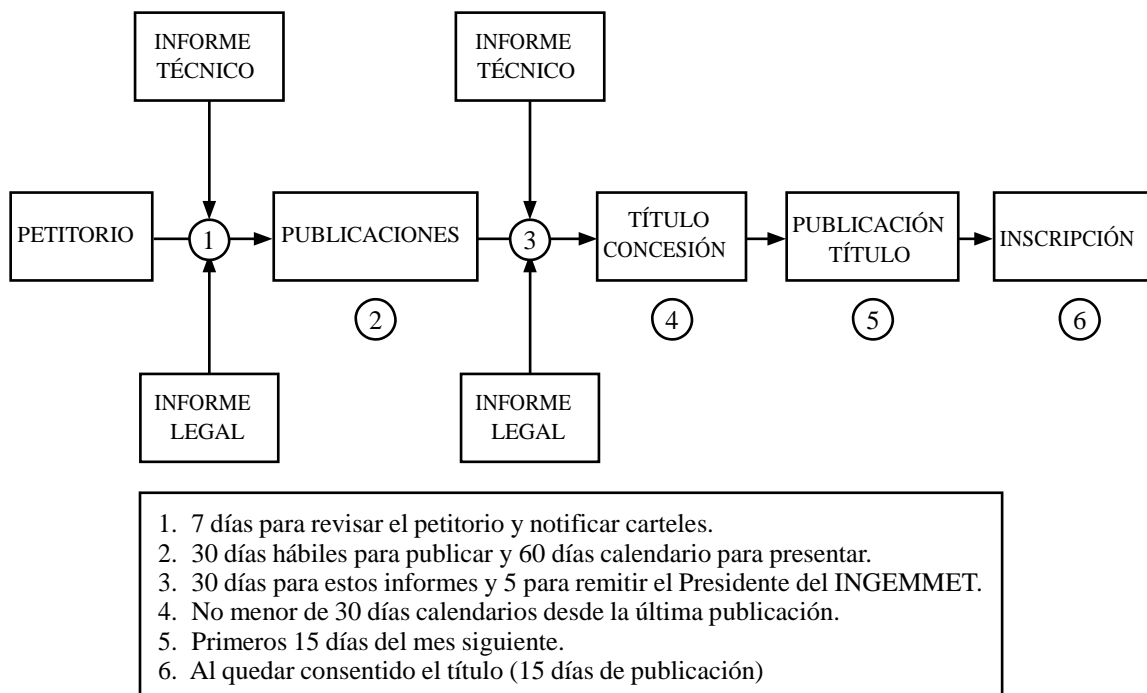 INFORME
TÉCNICO
INFORME
TÉCNICO
PETITORIO
1
PUBLICACIONES
3
TÍTULO
CONCESIÓN
PUBLICACIÓN
TÍTULO
INSCRIPCIÓN
2
4
5
6
INFORME
LEGAL
INFORME
LEGAL
1. 7 días para revisar el petitorio y notificar carteles.
2. 30 días hábiles para publicar y 60 días calendario para presentar.
3. 30 días para estos informes y 5 para remitir el Presidente del INGEMMET.
4. No menor de 30 días calendarios desde la última publicación.
5. Primeros 15 días del mes siguiente.
6. Al quedar consentido el título (15 días de publicación)